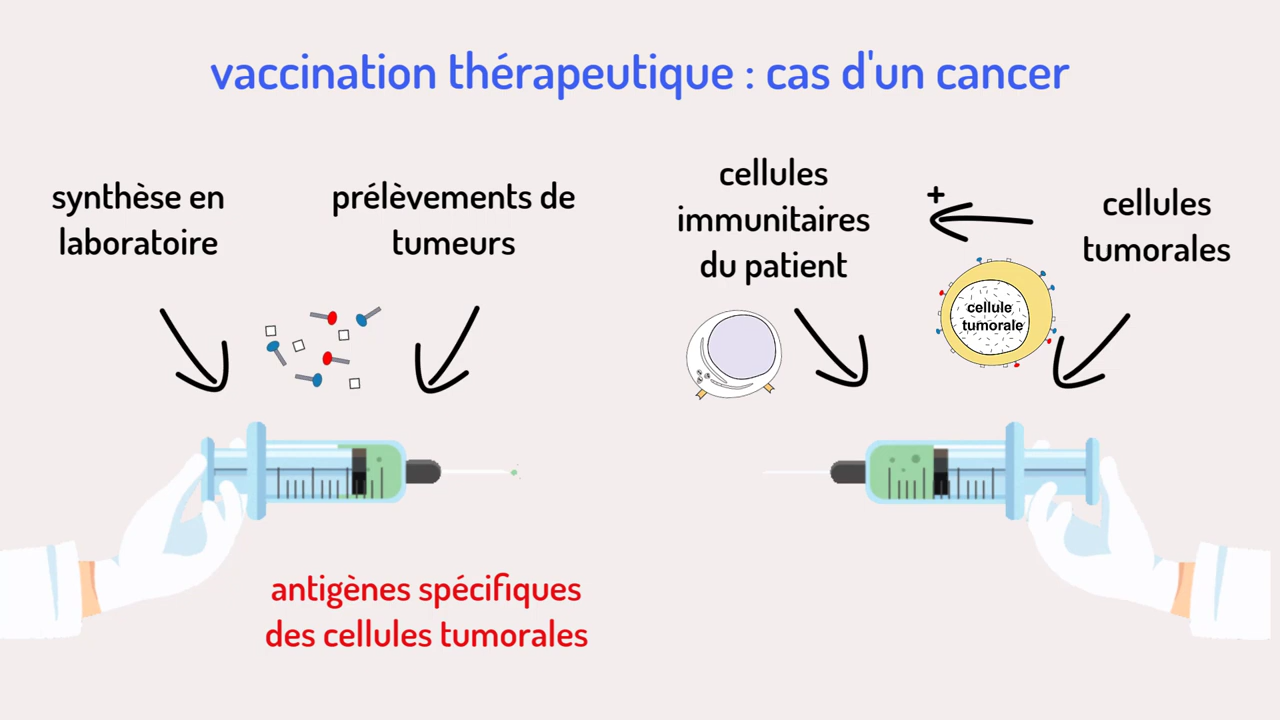 vaccination thérapeutique : cas d'un cancer
synthèse en
laboratoire
prélèvements de
tumeurs
cellules
immunitaires
du patient
+
cellules
tumorales
cellule
tumorale
antigènes spécifiques
des cellules tumorales